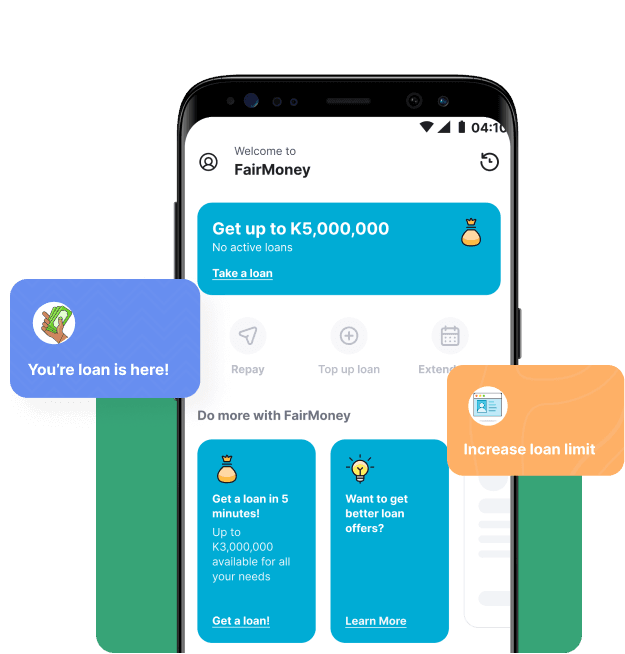 04:10
Welcome to
FairMoney
Get up to K5,000,000
No active loans
Take a loan
You're loan is here!
Repay
Top up loan
Extend
Increase loan limit
Do more with FairMoney
Get a loan in 5
minutes!
Up to
K3,000,000
available for all
your needs
Get a loan!
Want to get
better loan
offers?
Learn More